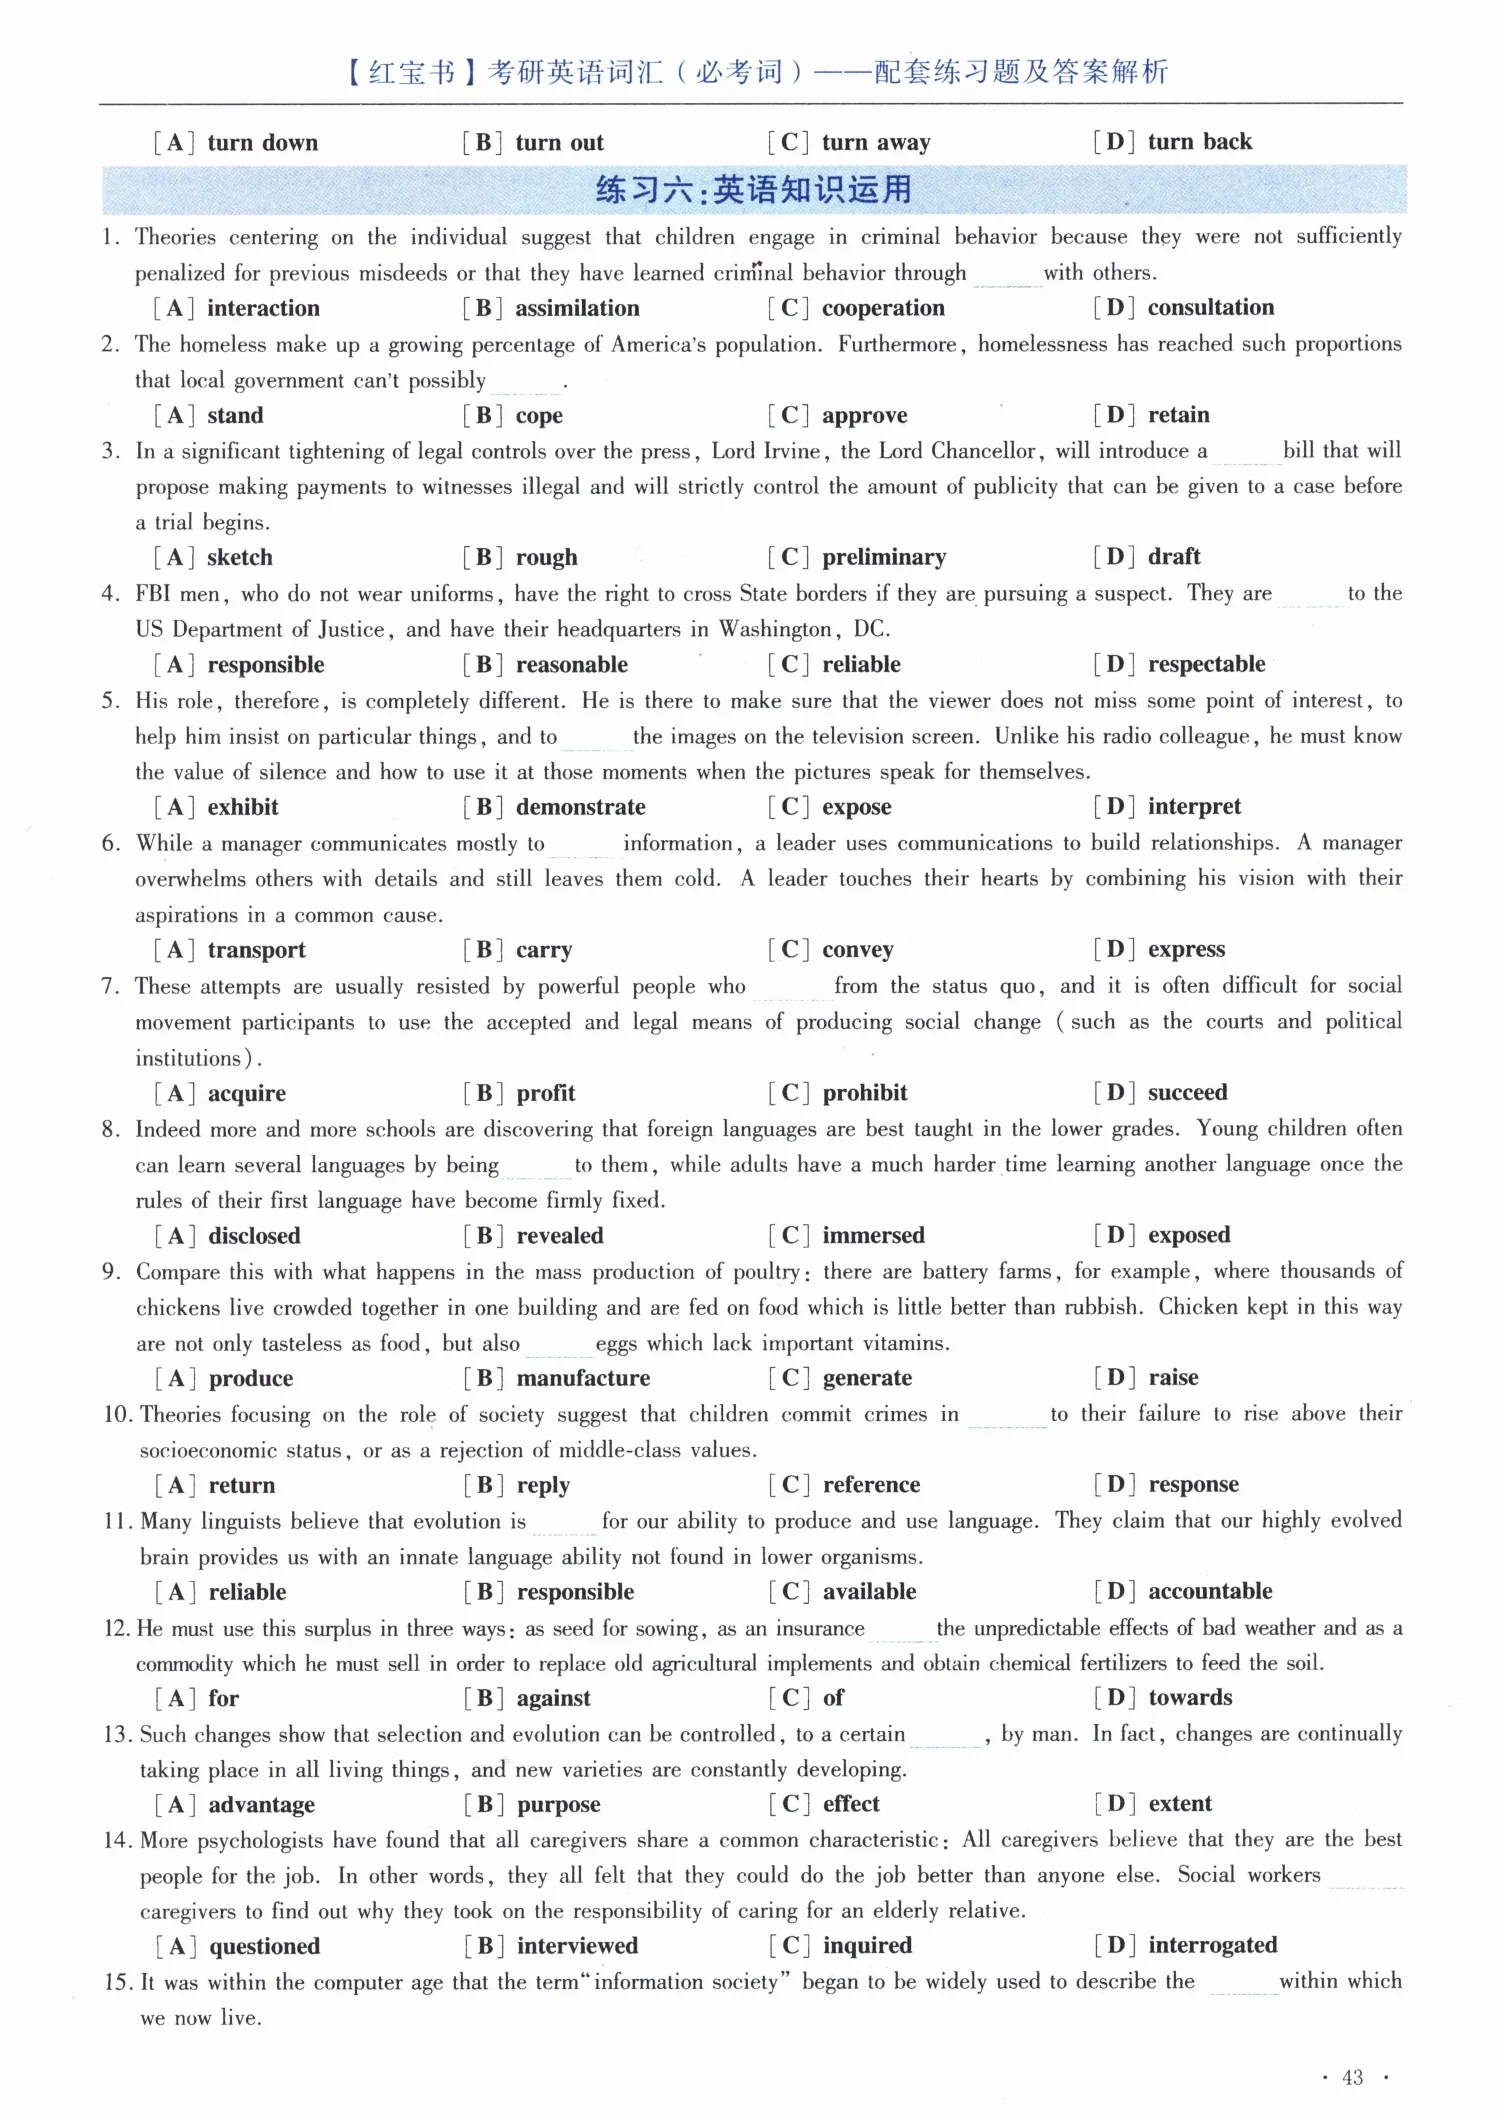 【红宝书】考研英语词汇(必考词)——配套练习题及答案解析
[A] turn down [B] turn out [C] turn away [D] turn back
练习六:英语知识运用
1. Theories centering on the individual suggest that children engage in criminal behavior because they were not sufficiently
penalized for previous misdeeds or that they have learned criminal behavior through ______ with others.
[A] interaction [B] assimilation [C] cooperation [D] consultation
2. The homeless make up a growing percentage of America's population. Furthermore, homelessness has reached such proportions
that local government can't possibly ______ .
[A] stand [B] cope [C] approve [D] retain
3. In a significant tightening of legal controls over the press, Lord Irvine, the Lord Chancellor, will introduce a ______ bill that will
propose making payments to witnesses illegal and will strictly control the amount of publicity that can be given to a case before
a trial begins.
[A] sketch [B] rough [C] preliminary [D] draft
4. FBI men, who do not wear uniforms, have the right to cross State borders if they are pursuing a suspect. They are ______ to the
US Department of Justice, and have their headquarters in Washington, DC.
[A] responsible [B] reasonable [C] reliable [D] respectable
5. His role, therefore, is completely different. He is there to make sure that the viewer does not miss some point of interest, to
help him insist on particular things, and to ______ the images on the television screen. Unlike his radio colleague, he must know
the value of silence and how to use it at those moments when the pictures speak for themselves.
[A] exhibit [B] demonstrate [C] expose [D] interpret
6. While a manager communicates mostly to ______ information, a leader uses communications to build relationships. A manager
overwhelms others with details and still leaves them cold. A leader touches their hearts by combining his vision with their
aspirations in a common cause.
[A] transport [B] carry [C] convey [D] express
7. These attempts are usually resisted by powerful people who ______ from the status quo, and it is often difficult for social
movement participants to use the accepted and legal means of producing social change (such as the courts and political
institutions).
[A] acquire [B] profit [C] prohibit [D] succeed
8. Indeed more and more schools are discovering that foreign languages are best taught in the lower grades. Young children often
can learn several languages by being ______ to them, while adults have a much harder time learning another language once the
rules of their first language have become firmly fixed.
[A] disclosed [B] revealed [C] immersed [D] exposed
9. Compare this with what happens in the mass production of poultry: there are battery farms, for example, where thousands of
chickens live crowded together in one building and are fed on food which is little better than rubbish. Chicken kept in this way
are not only tasteless as food, but also ______ eggs which lack important vitamins.
[A] produce [B] manufacture [C] generate [D] raise
10. Theories focusing on the role of society suggest that children commit crimes in ______ to their failure to rise above their
socioeconomic status, or as a rejection of middle-class values.
[A] return [B] reply [C] reference [D] response
11. Many linguists believe that evolution is ______ for our ability to produce and use language. They claim that our highly evolved
brain provides us with an innate language ability not found in lower organisms.
[A] reliable [B] responsible [C] available [D] accountable
12. He must use this surplus in three ways: as seed for sowing, as an insurance ______ the unpredictable effects of bad weather and as a
commodity which he must sell in order to replace old agricultural implements and obtain chemical fertilizers to feed the soil.
[A] for [B] against [C] of [D] towards
13. Such changes show that selection and evolution can be controlled, to a certain ______ , by man. In fact, changes are continually
taking place in all living things, and new varieties are constantly developing.
[A] advantage [B] purpose [C] effect [D] extent
14. More psychologists have found that all caregivers share a common characteristic: All caregivers believe that they are the best
people for the job. In other words, they all felt that they could do the job better than anyone else. Social workers ______
caregivers to find out why they took on the responsibility of caring for an elderly relative.
[A] questioned [B] interviewed [C] inquired [D] interrogated
15. It was within the computer age that the term "information society" began to be widely used to describe the ______ within which
we now live.
· 43 ·